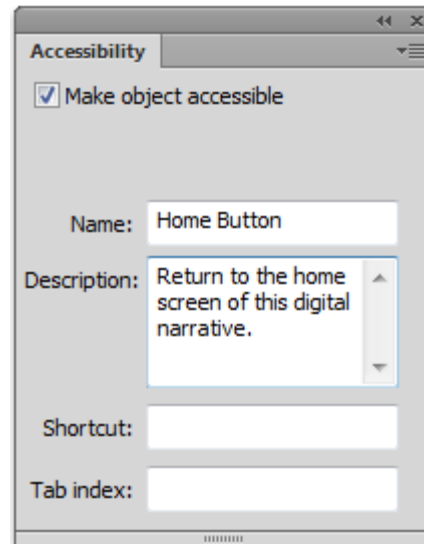 Accessibility
Make object accessible
Name: Home Button
Description: Return to the home
screen of this digital
narrative.
Shortcut:
Tab index: